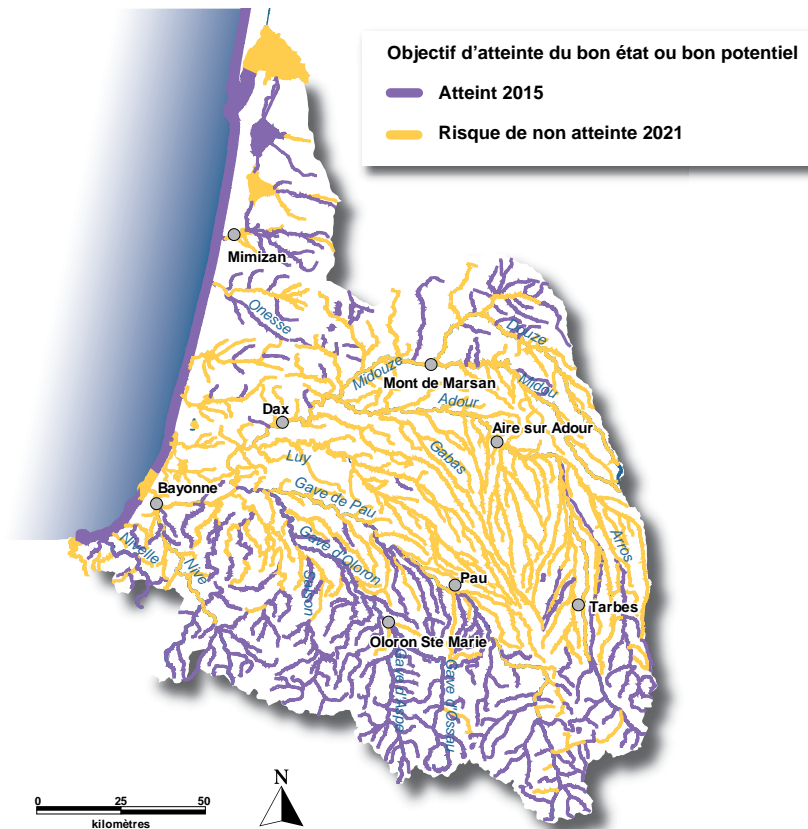 Objectif d'atteinte du bon état ou bon potentiel
Atteint 2015
Risque de non atteinte 2021
Mimizan
Onesse
Douze
Midouze
Mont de Marsan
Midou
Adour
Dax
Aire sur Adour
Gabas
Luy
Bayonne
Gave de Pau
Arros
Nivelle
Gave d'Oloron
Nive
Saison
Pau
Tarbes
Oloron Ste Marie
Gave d'Aspe
Gave d'Ossau
N
0 25 50
kilomètres